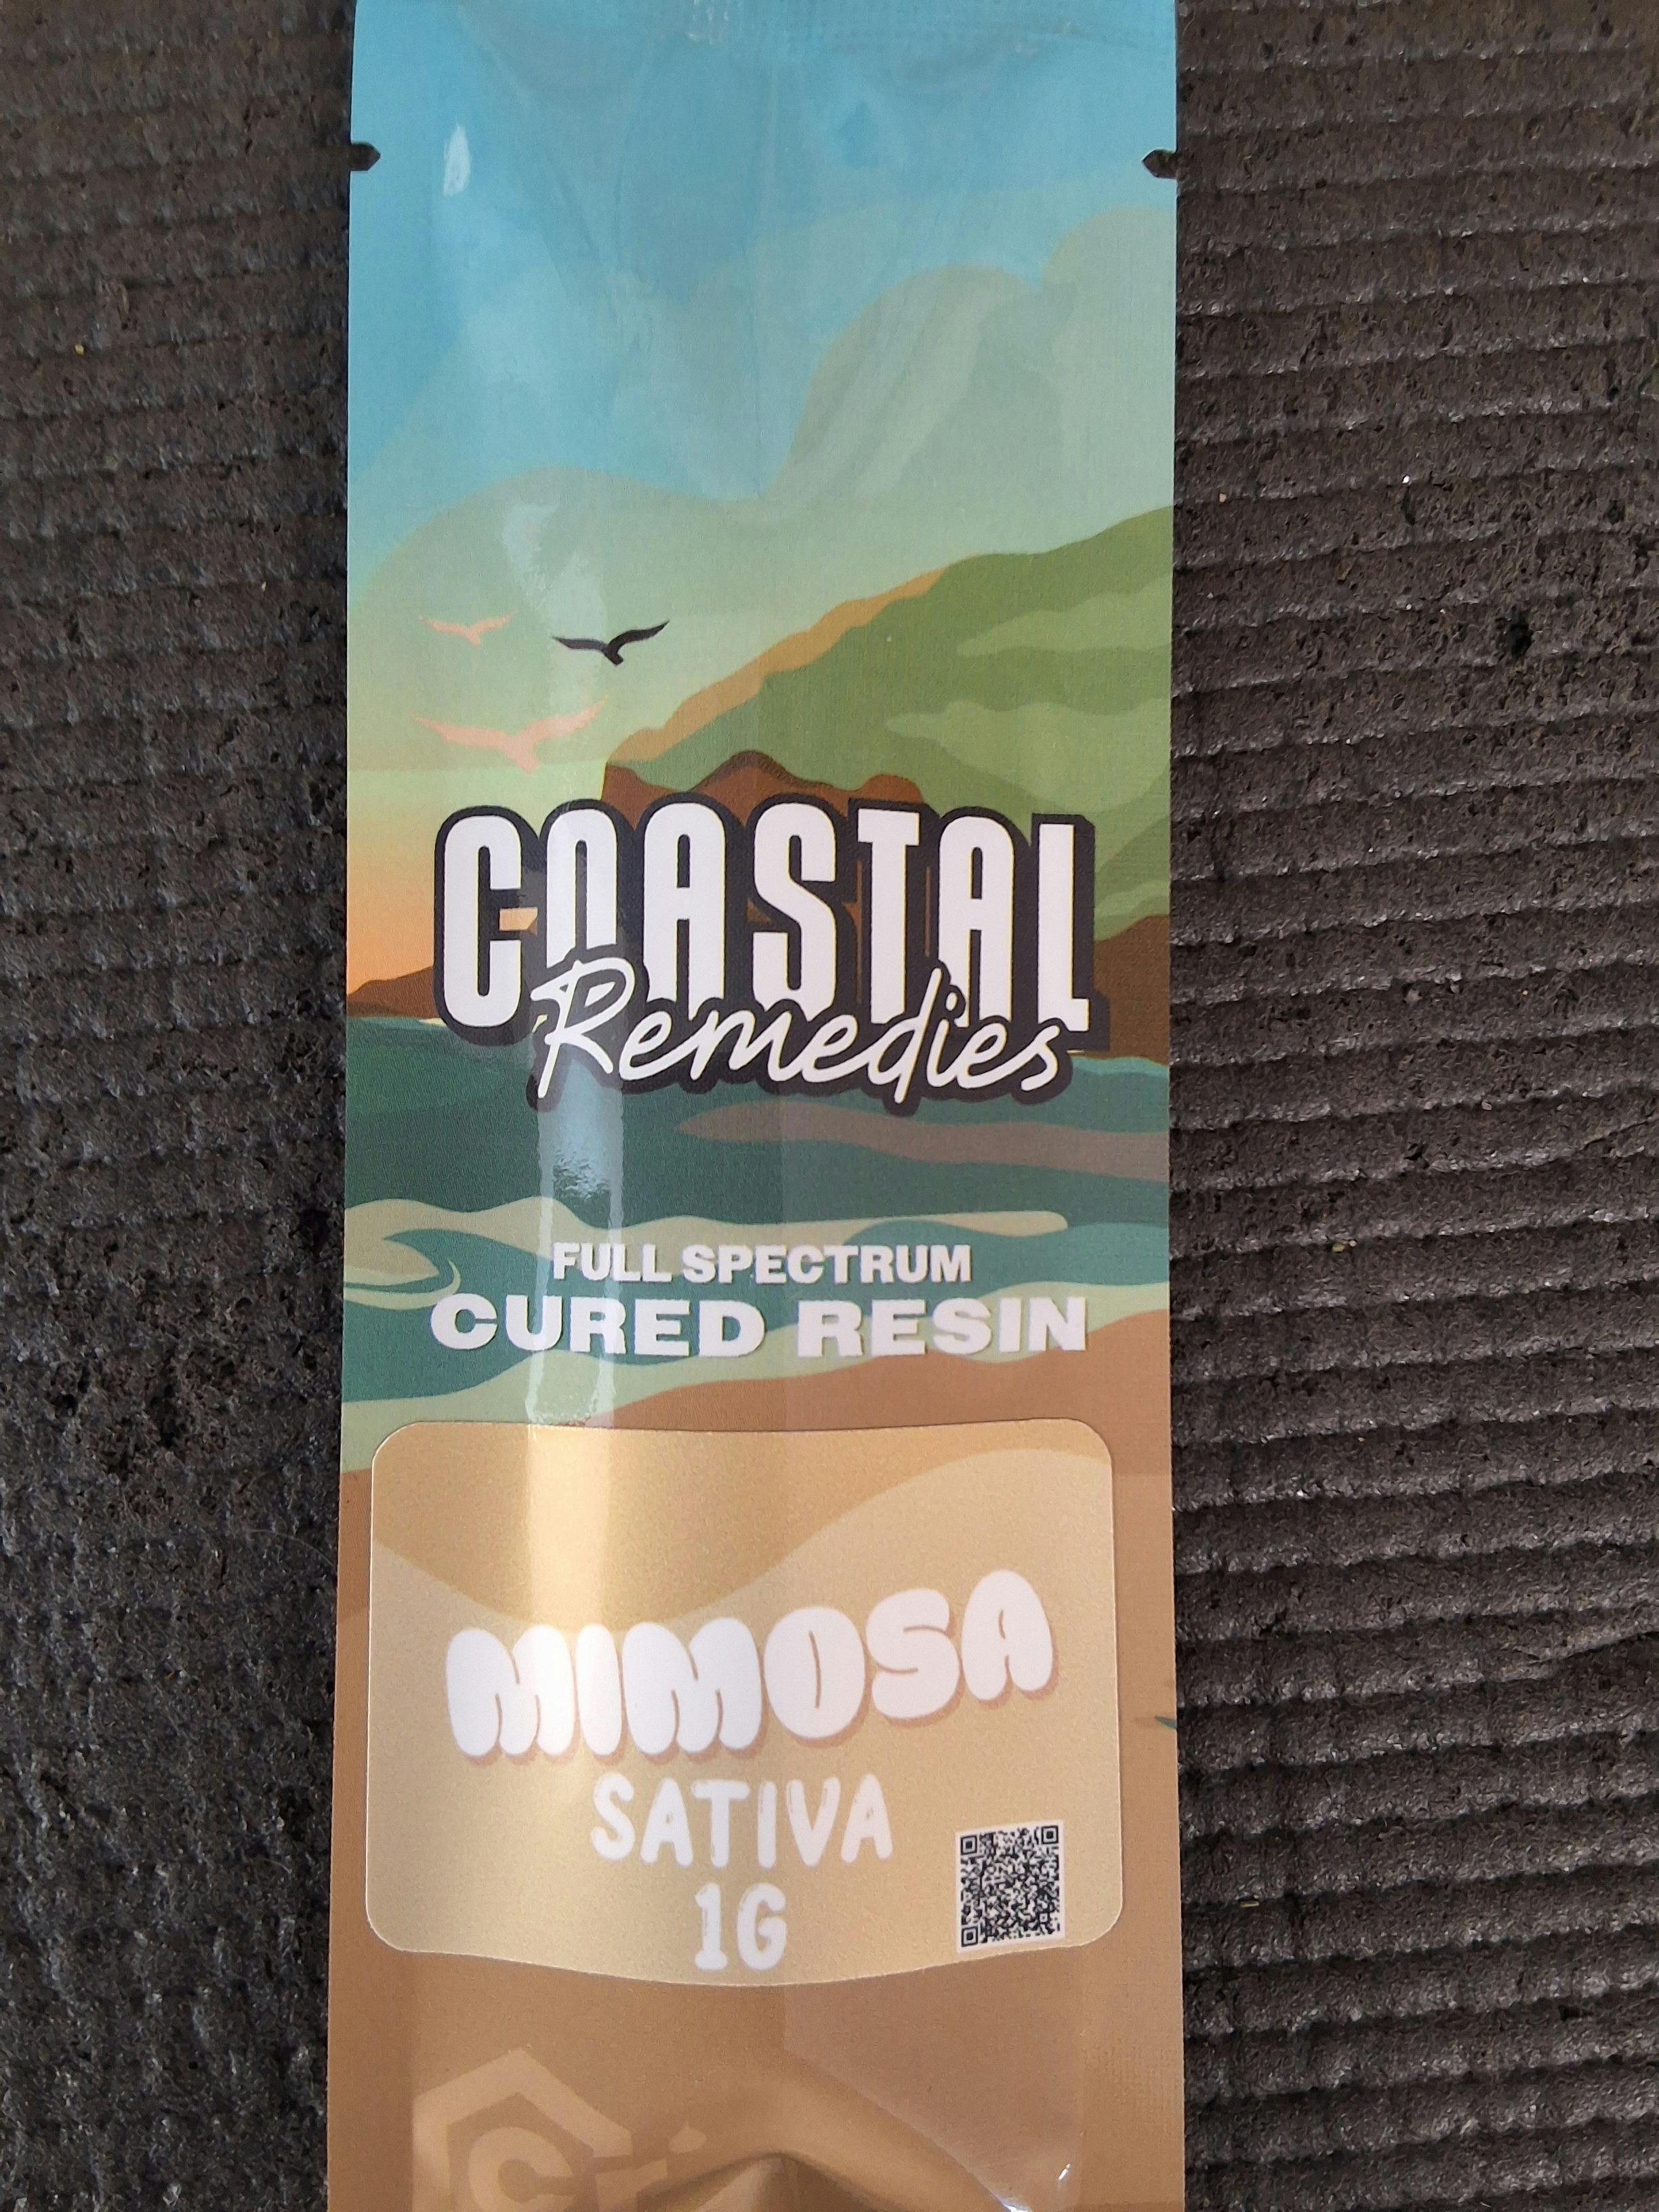 COASTAL
Remedies
FULL SPECTRUM
CURED RESIN
MIMOSA
SATIVA
1G